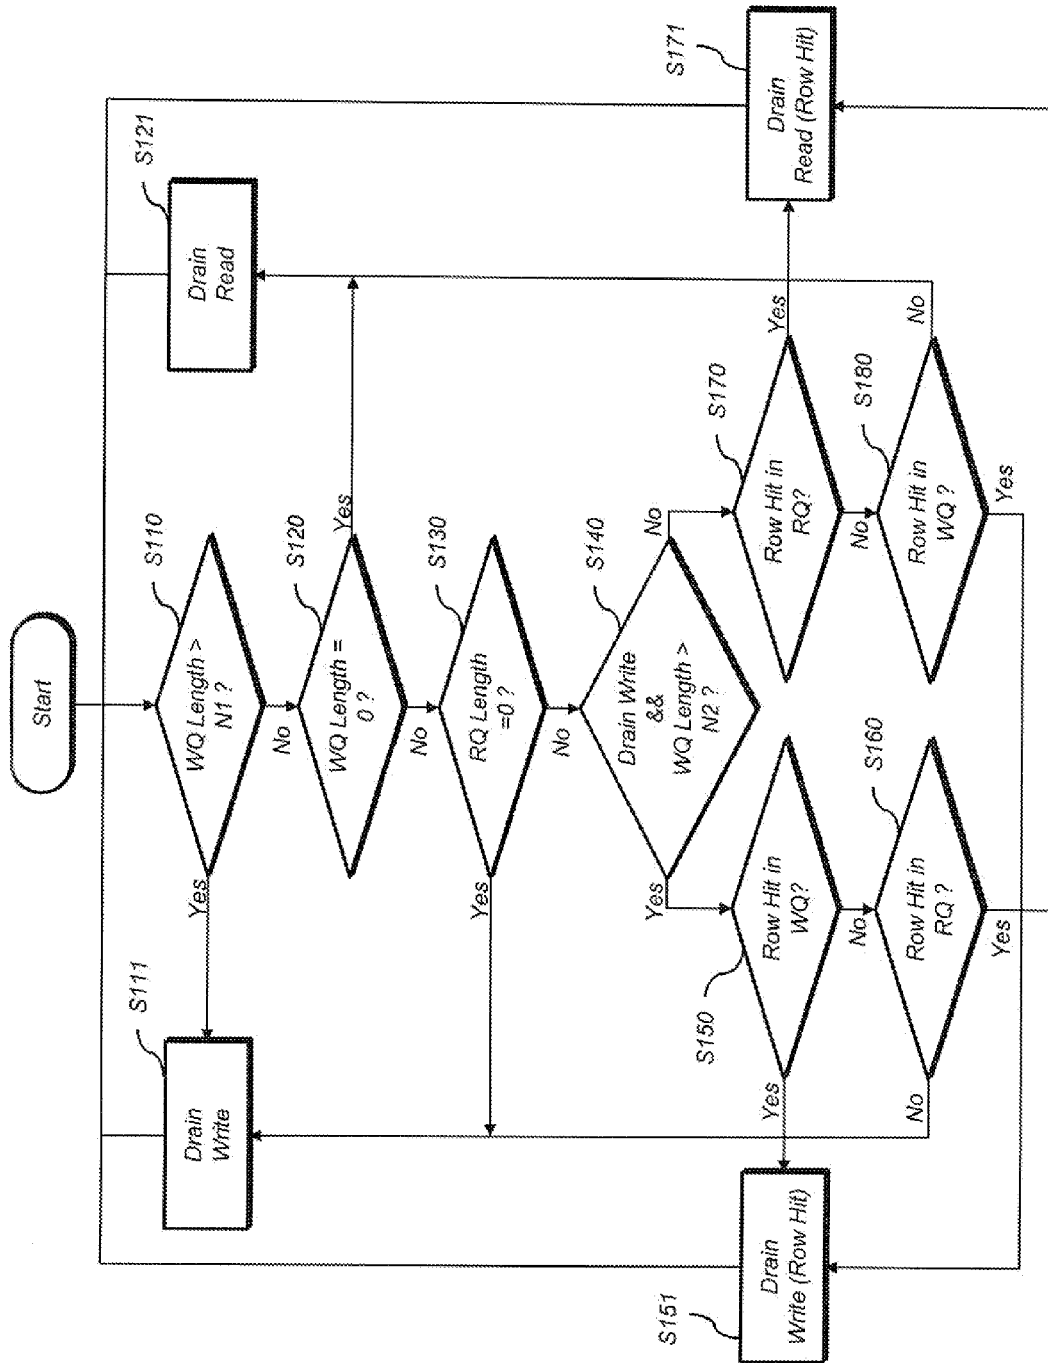 Start
S110
WQ Length >
N1 ?
Yes
No
S111
Drain
Write
S120
WQ Length =
0 ?
Yes
No
S121
Drain
Read
S130
RQ Length
=0 ?
Yes
No
S140
Drain Write
&&
WQ Length >
N2 ?
Yes
No
S150
Row Hit in
WQ?
Yes
No
S151
Drain
Write (Row Hit)
S160
Row Hit in
RQ ?
No
Yes
S170
Row Hit in
RQ?
Yes
No
S171
Drain
Read (Row Hit)
S180
Row Hit in
WQ ?
No
Yes